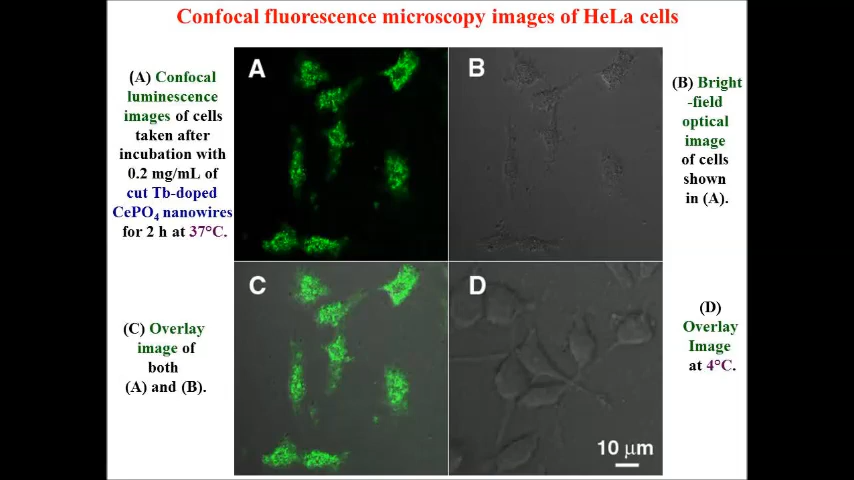 Confocal fluorescence microscopy images of HeLa cells
(A) Confocal
luminescence
images of cells
taken after
incubation with
0.2 mg/mL of
cut Tb-doped
CePO₄ nanowires
for 2 h at 37°C.
A
B
(B) Bright
-field
optical
image
of cells
shown
in (A).
(C) Overlay
image of
both
(A) and (B).
C
D
10 µm
(D)
Overlay
Image
at 4°C.